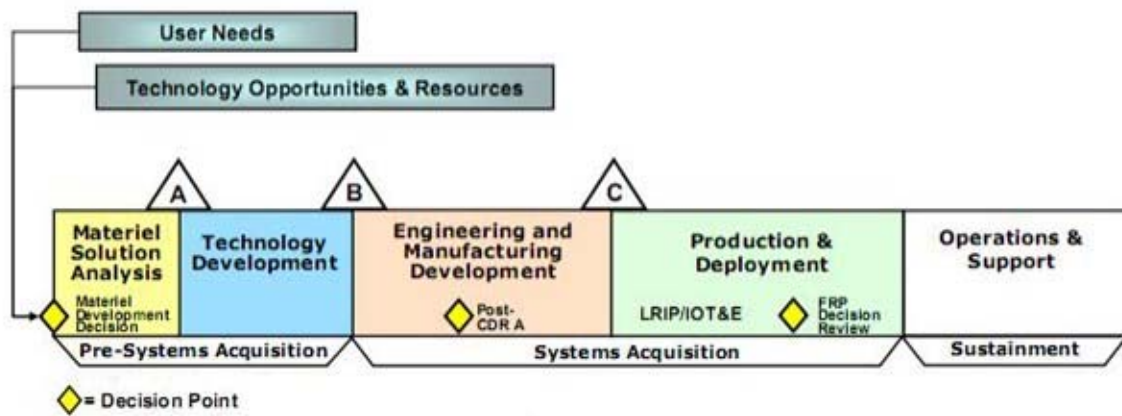 User Needs
Technology Opportunities & Resources
A
B
C
Materiel
Solution
Analysis
Materiel
Development
Decision
Technology
Development
Engineering and
Manufacturing
Development
Post-
CDR A
Production &
Deployment
LRIP/IOT&E
FRP
Decision
Review
Operations &
Support
Pre-Systems Acquisition
Systems Acquisition
Sustainment
= Decision Point